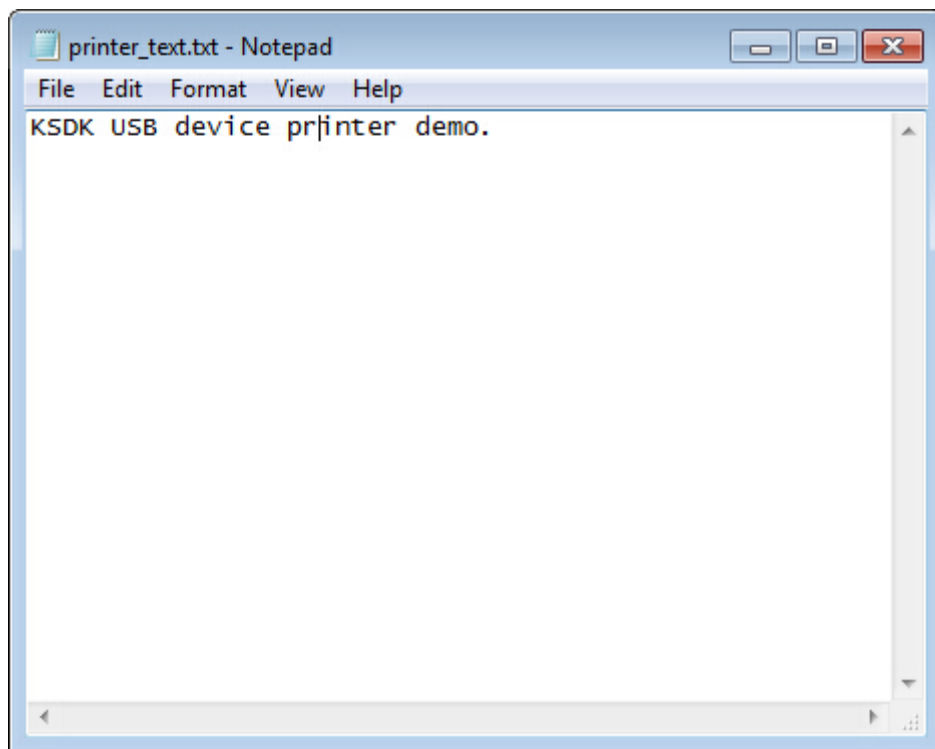 printer_text.txt - Notepad
File Edit Format View Help
KSDK USB device printer demo.